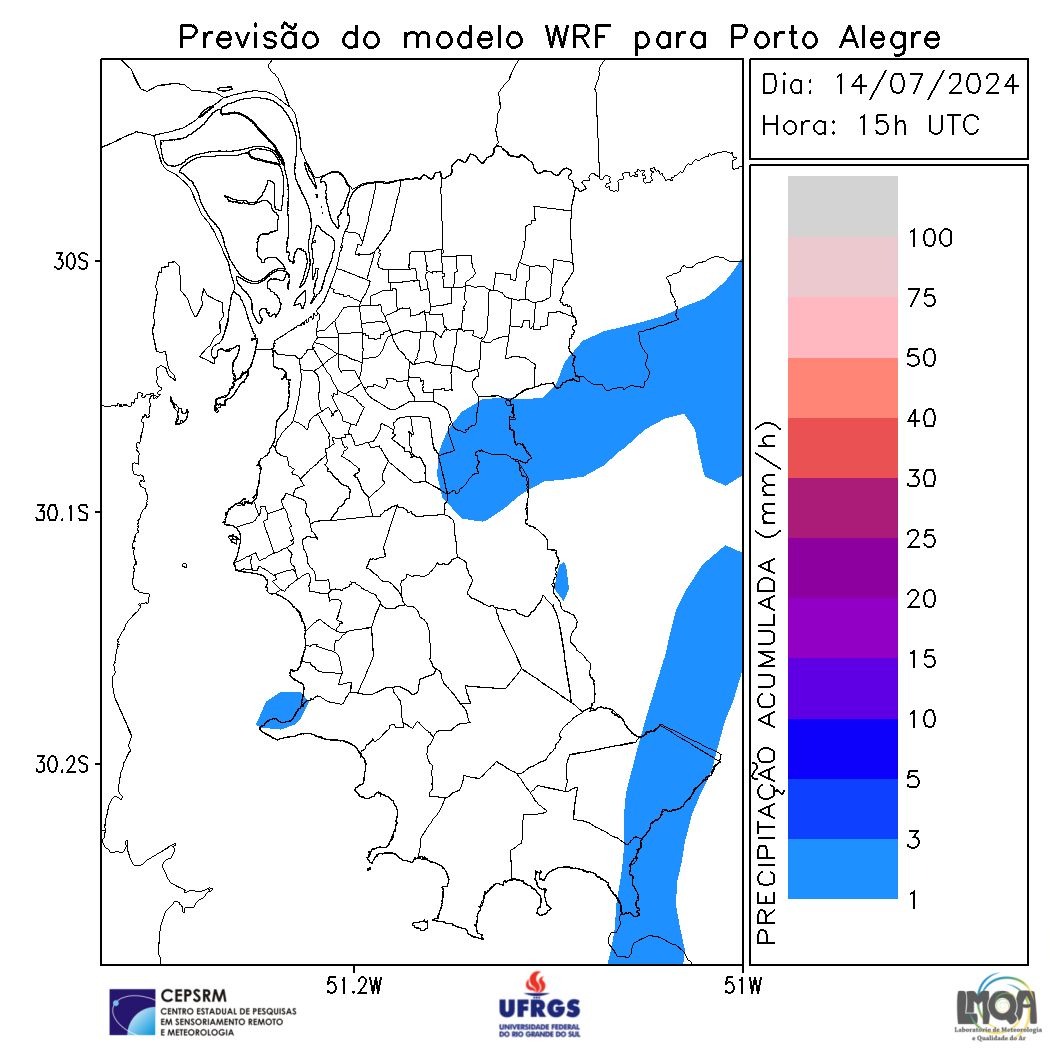 Previsão do modelo WRF para Porto Alegre
Dia: 14/07/2024
Hora: 15h UTC
30S
30.1S
30.2S
51.2W
51W
PRECIPITAÇÃO ACUMULADA (mm/h)
100
75
50
40
30
25
20
15
10
5
3
1
CEPSRM
CENTRO ESTADUAL DE PESQUISAS
EM SENSORIAMENTO REMOTO
E METEOROLOGIA
UFRGS
UNIVERSIDADE FEDERAL
DO RIO GRANDE DO SUL
LMQA
Laboratório de Meteorologia
e Qualidade do Ar